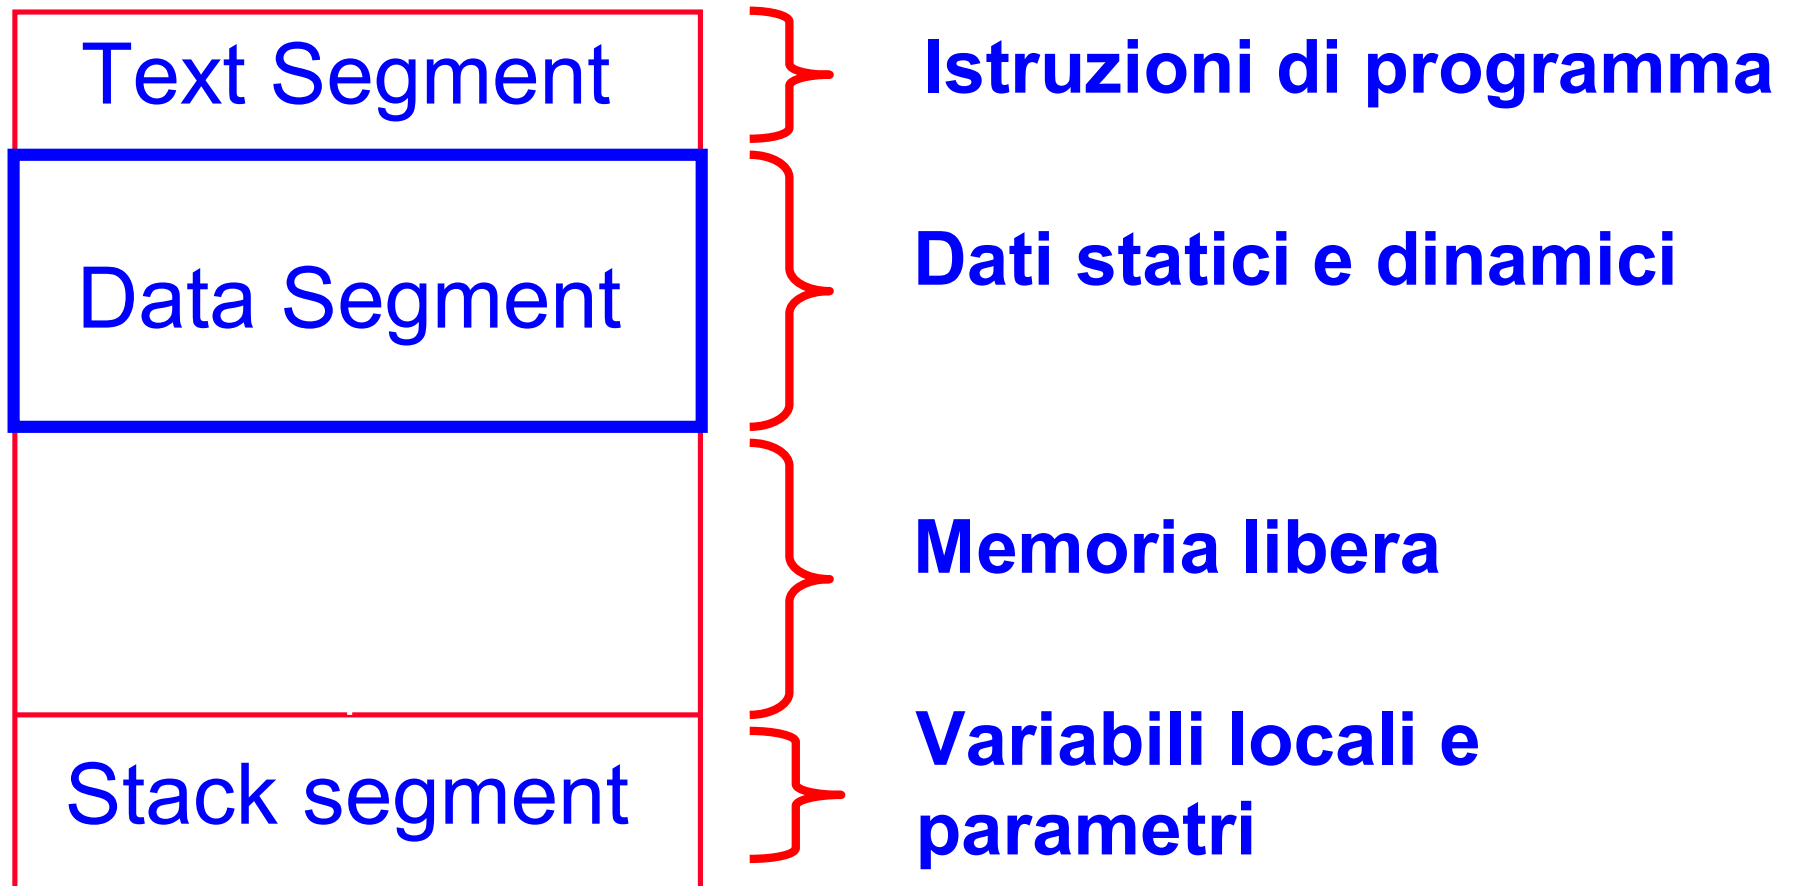 Text Segment
Istruzioni di programma
Data Segment
Dati statici e dinamici
Memoria libera
Stack segment
Variabili locali e
parametri